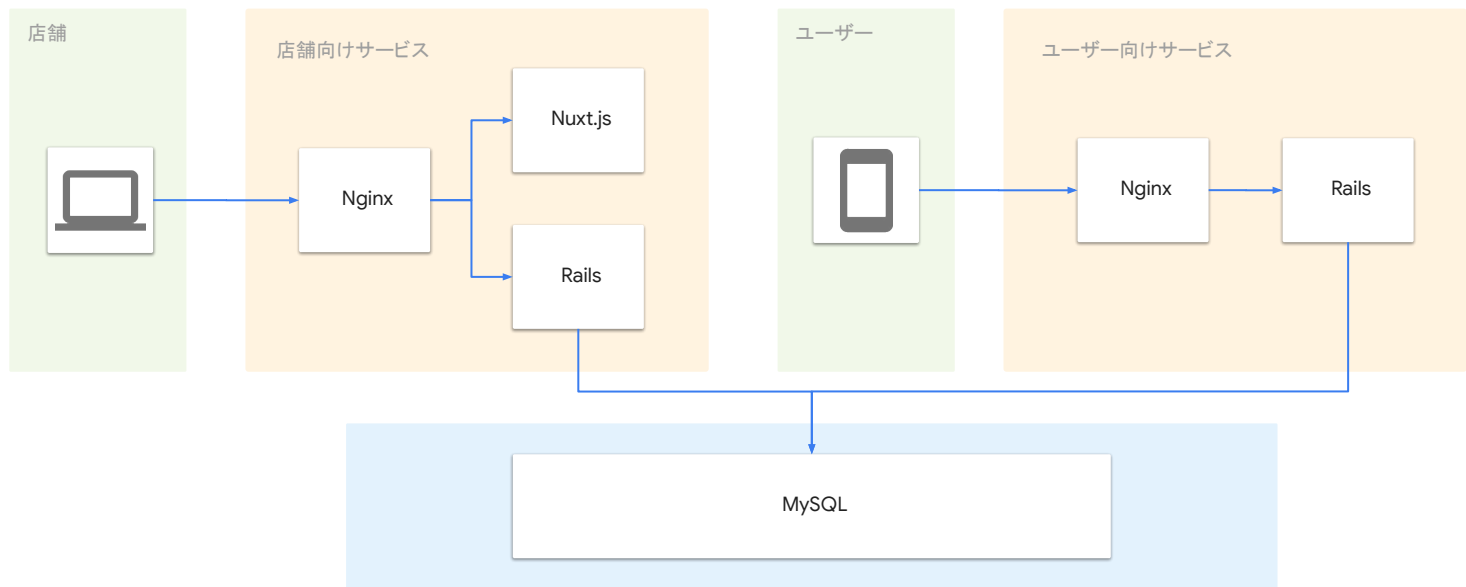 店舗
店舗向けサービス
Nuxt.js
Nginx
Rails
ユーザー
ユーザー向けサービス
Nginx
Rails
MySQL